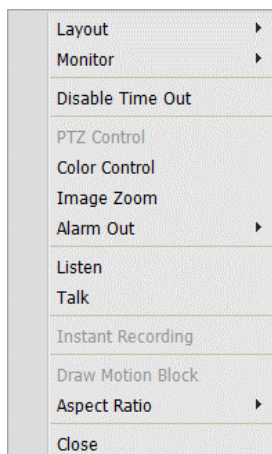 Layout
Monitor
Disable Time Out
PTZ Control
Color Control
Image Zoom
Alarm Out
Listen
Talk
Instant Recording
Draw Motion Block
Aspect Ratio
Close